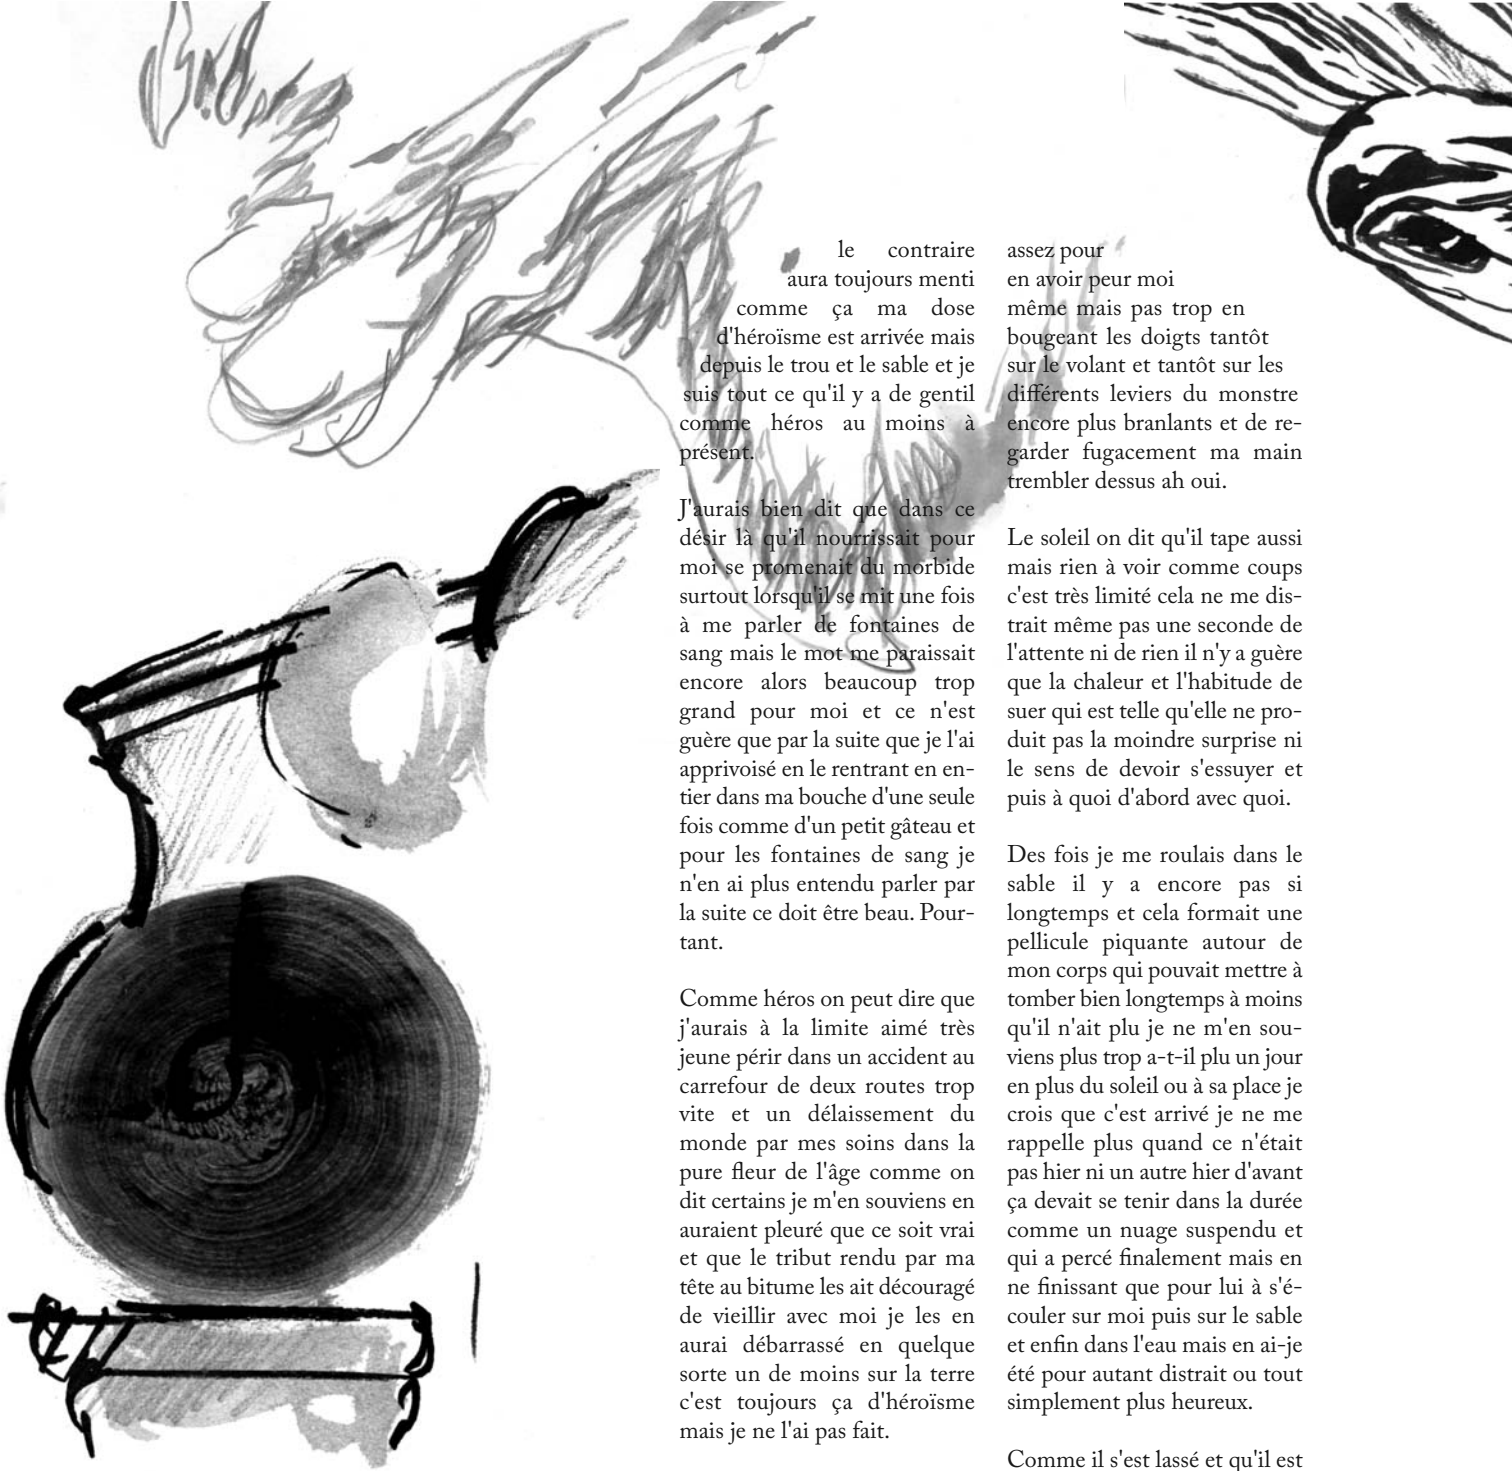 le contraire
aura toujours menti
comme ça ma dose
d'héroïsme est arrivée mais
depuis le trou et le sable et je
suis tout ce qu'il y a de gentil
comme héros au moins à
présent.
J'aurais bien dit que dans ce
désir là qu'il nourrissait pour
moi se promenait du morbide
surtout lorsqu'il se mit une fois
à me parler de fontaines de
sang mais le mot me paraissait
encore alors beaucoup trop
grand pour moi et ce n'est
guère que par la suite que je l'ai
apprivoisé en le rentrant en en-
tier dans ma bouche d'une seule
fois comme d'un petit gâteau et
pour les fontaines de sang je
n'en ai plus entendu parler par
la suite ce doit être beau. Pour-
tant.
Comme héros on peut dire que
j'aurais à la limite aimé très
jeune périr dans un accident au
carrefour de deux routes trop
vite et un délaissement du
monde par mes soins dans la
pure fleur de l'âge comme on
dit certains je m'en souviens en
auraient pleuré que ce soit vrai
et que le tribut rendu par ma
tête au bitume les ait découragé
de vieillir avec moi je les en
aurai débarrassé en quelque
sorte un de moins sur la terre
c'est toujours ça d'héroïsme
mais je ne l'ai pas fait.
assez pour
en avoir peur moi
même mais pas trop en
bougeant les doigts tantôt
sur le volant et tantôt sur les
différents leviers du monstre
encore plus branlants et de re-
garder fugacement ma main
trembler dessus ah oui.
Le soleil on dit qu'il tape aussi
mais rien à voir comme coups
c'est très limité cela ne me dis-
trait même pas une seconde de
l'attente ni de rien il n'y a guère
que la chaleur et l'habitude de
suer qui est telle qu'elle ne pro-
duit pas la moindre surprise ni
le sens de devoir s'essuyer et
puis à quoi d'abord avec quoi.
Des fois je me roulais dans le
sable il y a encore pas si
longtemps et cela formait une
pellicule piquante autour de
mon corps qui pouvait mettre à
tomber bien longtemps à moins
qu'il n'ait plu je ne m'en sou-
viens plus trop a-t-il plu un jour
en plus du soleil ou à sa place je
crois que c'est arrivé je ne me
rappelle plus quand ce n'était
pas hier ni un autre hier d'avant
ça devait se tenir dans la durée
comme un nuage suspendu et
qui a percé finalement mais en
ne finissant que pour lui à s'é-
couler sur moi puis sur le sable
et enfin dans l'eau mais en ai-je
été pour autant distrait ou tout
simplement plus heureux.
Comme il s'est lassé et qu'il est